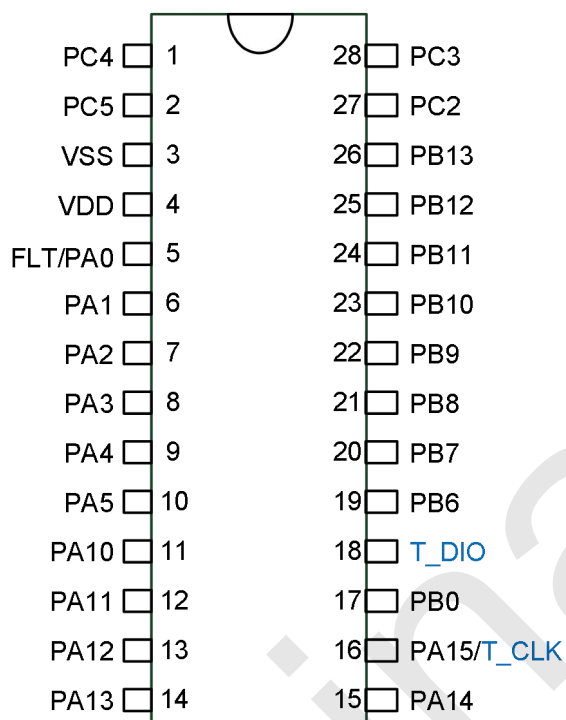 PC4 1 28 PC3
PC5 2 27 PC2
VSS 3 26 PB13
VDD 4 25 PB12
FLT/PA0 5 24 PB11
PA1 6 23 PB10
PA2 7 22 PB9
PA3 8 21 PB8
PA4 9 20 PB7
PA5 10 19 PB6
PA10 11 18 T_DIO
PA11 12 17 PB0
PA12 13 16 PA15/T_CLK
PA13 14 15 PA14